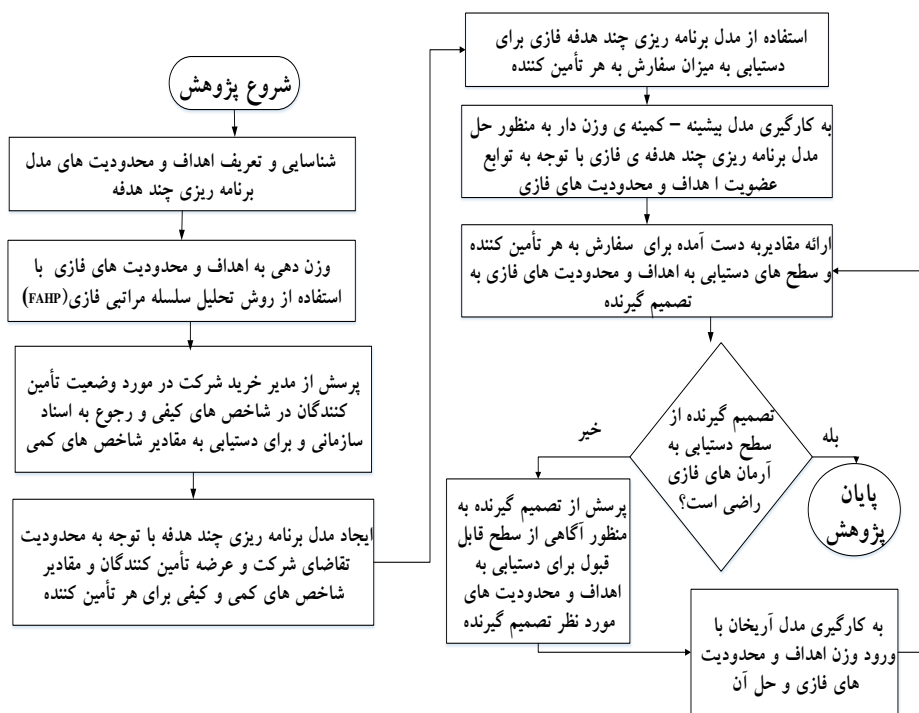 شروع پژوهش
شناسایی و تعریف اهداف و محدودیت های مدل
برنامه ریزی چند هدفه
وزن دهی به اهداف و محدودیت های فازی با
استفاده از روش تحلیل سلسله مراتبی فازی(FAHP)
پرسش از مدیر خرید شرکت در مورد وضعیت تأمین
کنندگان در شاخص های کیفی و رجوع به اسناد
سازمانی و برای دستیابی به مقادیر شاخص های کمی
ایجاد مدل برنامه ریزی چند هدفه با توجه به محدودیت
تقاضای شرکت و عرضه تأمین کنندگان و مقادیر
شاخص های کمی و کیفی برای هر تأمین کننده
استفاده از مدل برنامه ریزی چند هدفه فازی برای
دستیابی به میزان سفارش به هر تأمین کننده
به کارگیری مدل بیشینه – کمینه ی وزن دار به منظور حل
مدل برنامه ریزی چند هدفه ی فازی با توجه به توابع
عضویت ا هداف و محدودیت های فازی
ارائه مقادیربه دست آمده برای سفارش به هر تأمین کننده
و سطح های دستیابی به اهداف و محدودیت های فازی به
تصمیم گیرنده
تصمیم گیرنده از
سطح دستیابی به
آرمان های فازی
راضی است؟
بله
پایان
پژوهش
خیر
پرسش از تصمیم گیرنده به
منظور آگاهی از سطح قابل
قبول برای دستیابی به
اهداف و محدودیت های
مورد نظر تصمیم گیرنده
به کارگیری مدل آریخان با
ورود وزن اهداف و محدودیت
های فازی و حل آن